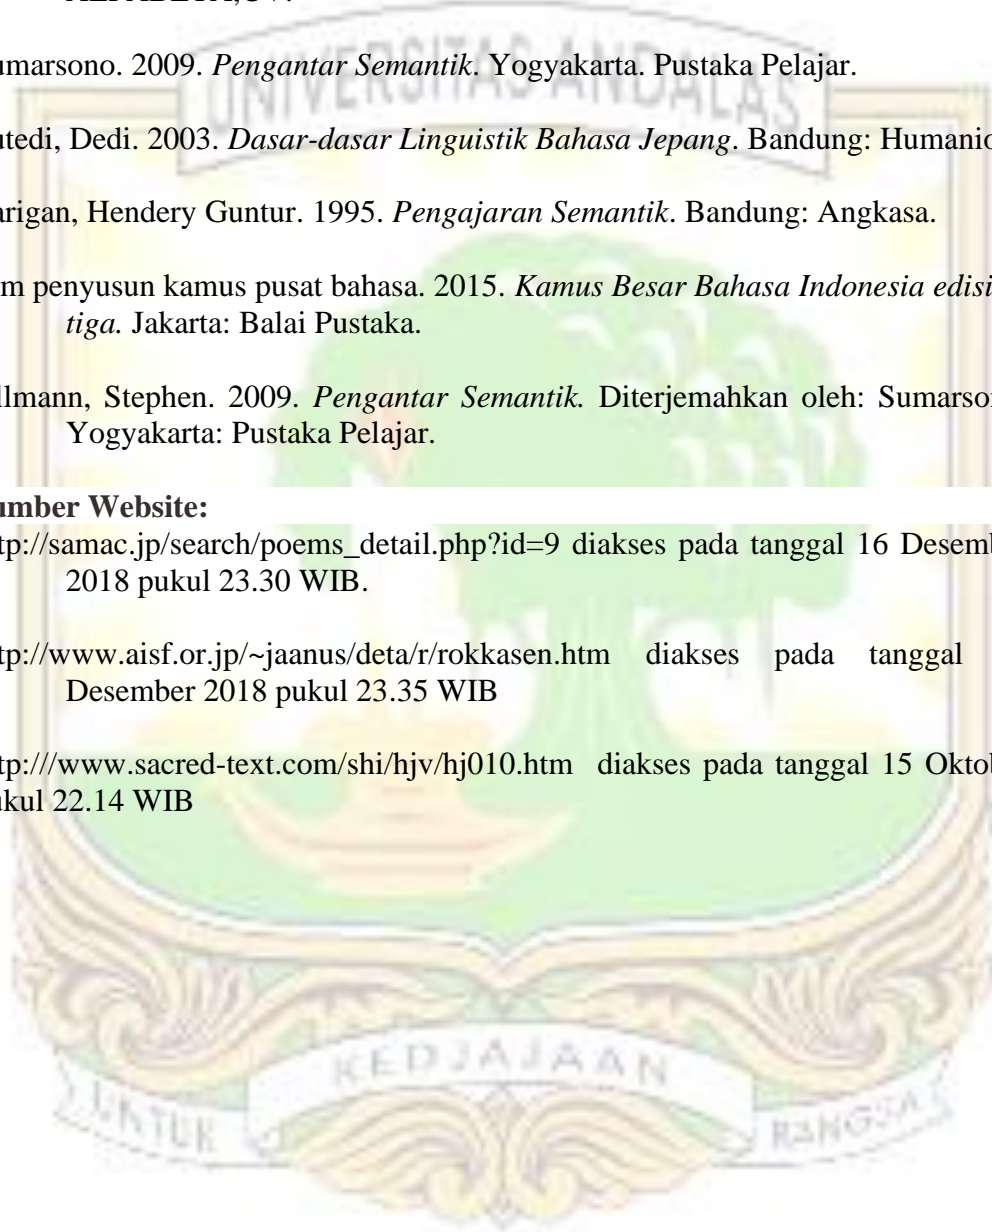 UNIVERSITAS ANDALAS
umarsono. 2009. Pengantar Semantik. Yogyakarta. Pustaka Pelajar.
utedi, Dedi. 2003. Dasar-dasar Linguistik Bahasa Jepang. Bandung: Humanio
arigan, Hendery Guntur. 1995. Pengajaran Semantik. Bandung: Angkasa.
m penyusun kamus pusat bahasa. 2015. Kamus Besar Bahasa Indonesia edisi
tiga. Jakarta: Balai Pustaka.
llmann, Stephen. 2009. Pengantar Semantik. Diterjemahkan oleh: Sumarson
Yogyakarta: Pustaka Pelajar.
umber Website:
tp://samac.jp/search/poems_detail.php?id=9 diakses pada tanggal 16 Desemb
2018 pukul 23.30 WIB.
tp://www.aisf.or.jp/~jaanus/deta/r/rokkasen.htm diakses pada tanggal
Desember 2018 pukul 23.35 WIB
tp:///www.sacred-text.com/shi/hjv/hj010.htm diakses pada tanggal 15 Oktob
ukul 22.14 WIB
UNTUK KEDJAJAAN BANGSA